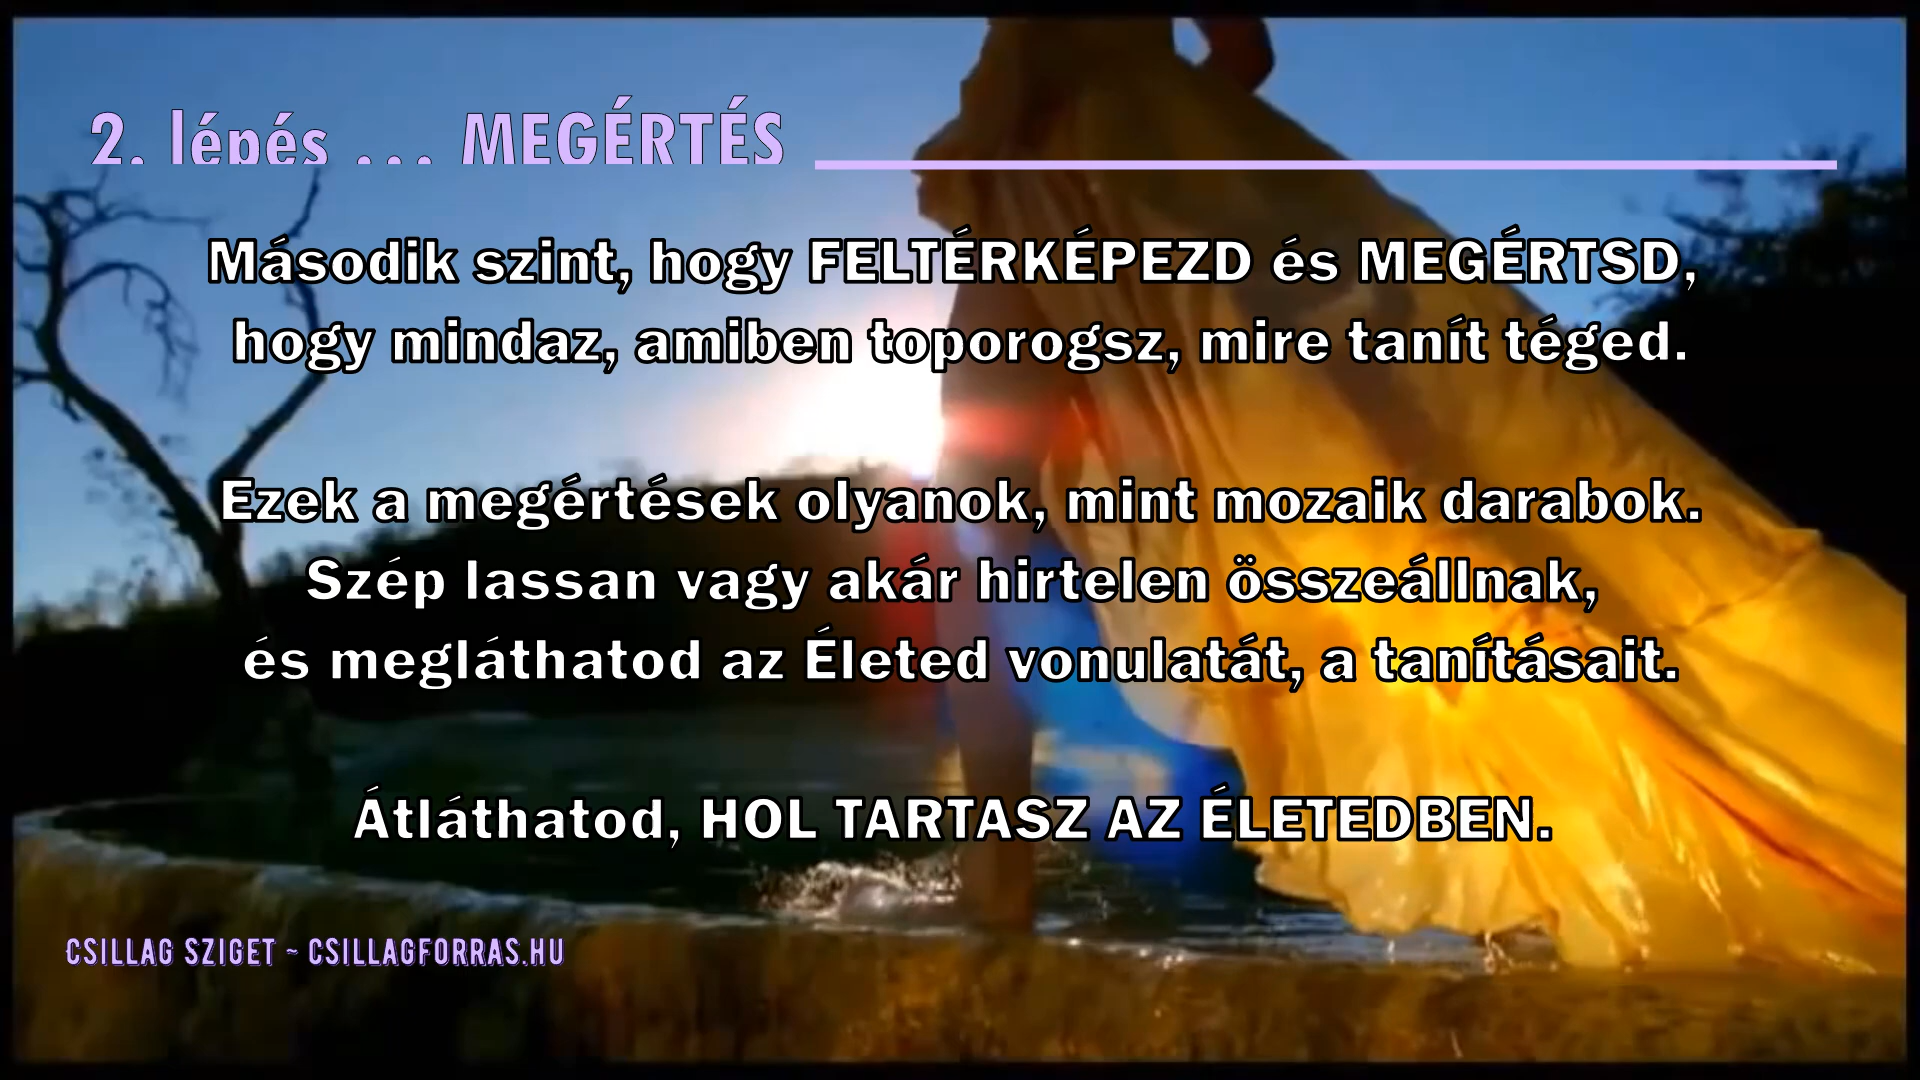 2. lépés ... MEGÉRTÉS
Második szint, hogy FELTÉRKÉPEZD és MEGÉRTSD,
hogy mindaz, amiben toporogsz, mire tanít téged.
Ezek a megértések olyanok, mint mozaik darabok.
Szép lassan vagy akár hirtelen összeállnak,
és megláthatod az Életed vonulatát, a tanításait.
Átláthatod, HOL TARTASZ AZ ÉLETEDBEN.
CSILLAG SZIGET ~ CSILLAGFORRAS.HU